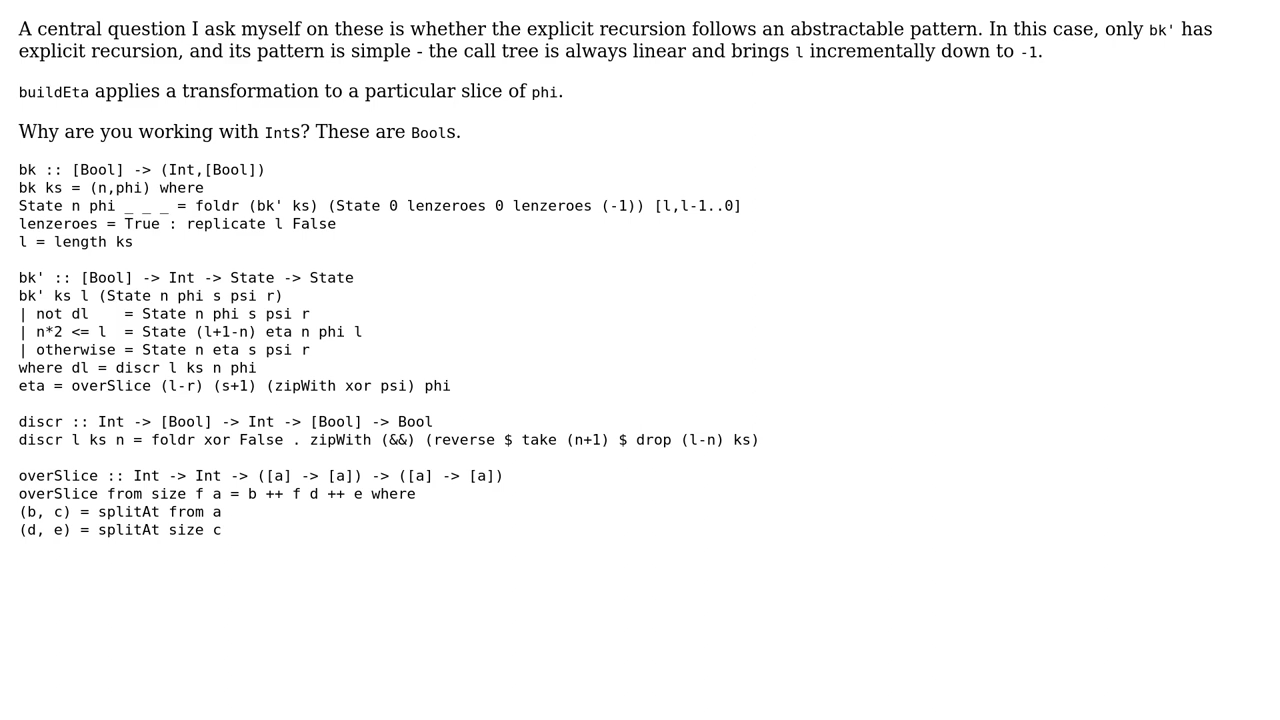 A central question I ask myself on these is whether the explicit recursion follows an abstractable pattern. In this case, only bk' has
explicit recursion, and its pattern is simple - the call tree is always linear and brings l incrementally down to -1.
buildEta applies a transformation to a particular slice of phi.
Why are you working with Ints? These are Bools.
bk :: [Bool] -> (Int,[Bool])
bk ks = (n,phi) where
State n phi _ _ _ = foldr (bk' ks) (State 0 lenzeroes 0 lenzeroes (-1)) [l,l-1..0]
lenzeroes = True : replicate l False
l = length ks
bk' :: [Bool] -> Int -> State -> State
bk' ks l (State n phi s psi r)
| not dl    = State n phi s psi r
| n*2 <= l  = State (l+1-n) eta n phi l
| otherwise = State n eta s psi r
where dl = discr l ks n phi
eta = overSlice (l-r) (s+1) (zipWith xor psi) phi
discr :: Int -> [Bool] -> Int -> [Bool] -> Bool
discr l ks n = foldr xor False . zipWith (&&) (reverse $ take (n+1) $ drop (l-n) ks)
overSlice :: Int -> Int -> ([a] -> [a]) -> ([a] -> [a])
overSlice from size f a = b ++ f d ++ e where
(b, c) = splitAt from a
(d, e) = splitAt size c